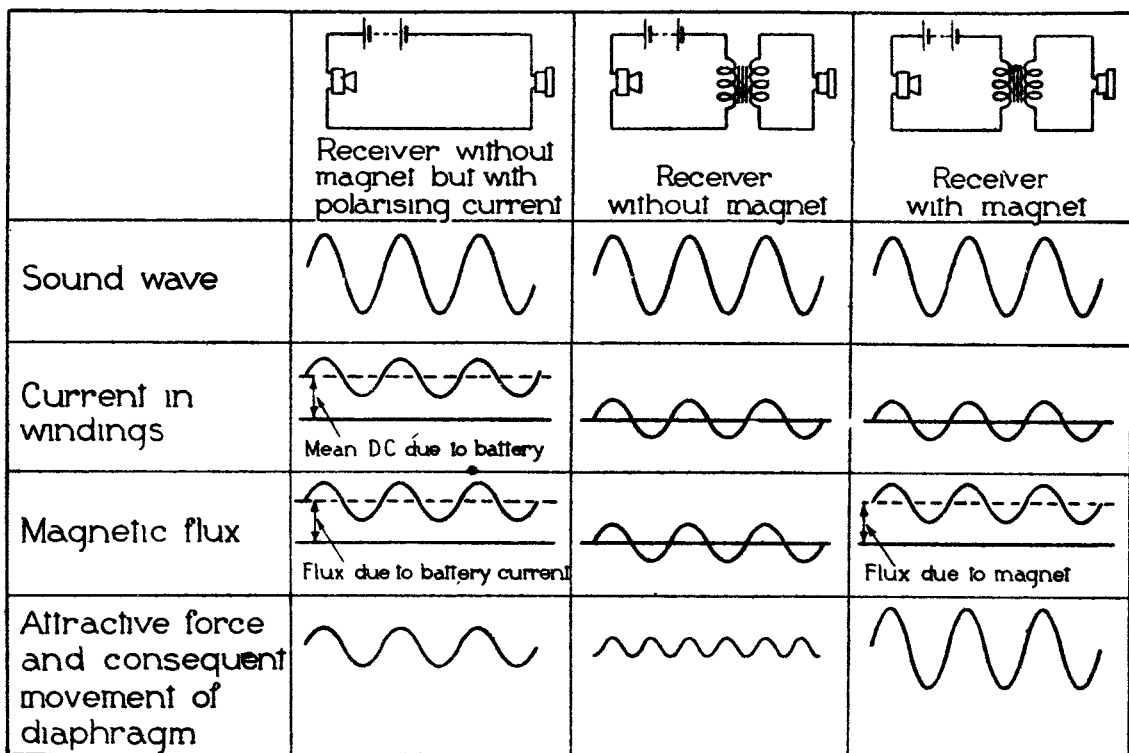 Receiver without
magnet but with
polarising current
Receiver
without magnet
Receiver
with magnet
Sound wave
Current in
windings
Mean DC due to battery
Magnetic flux
Flux due to battery current
Flux due to magnet
Attractive force
and consequent
movement of
diaphragm